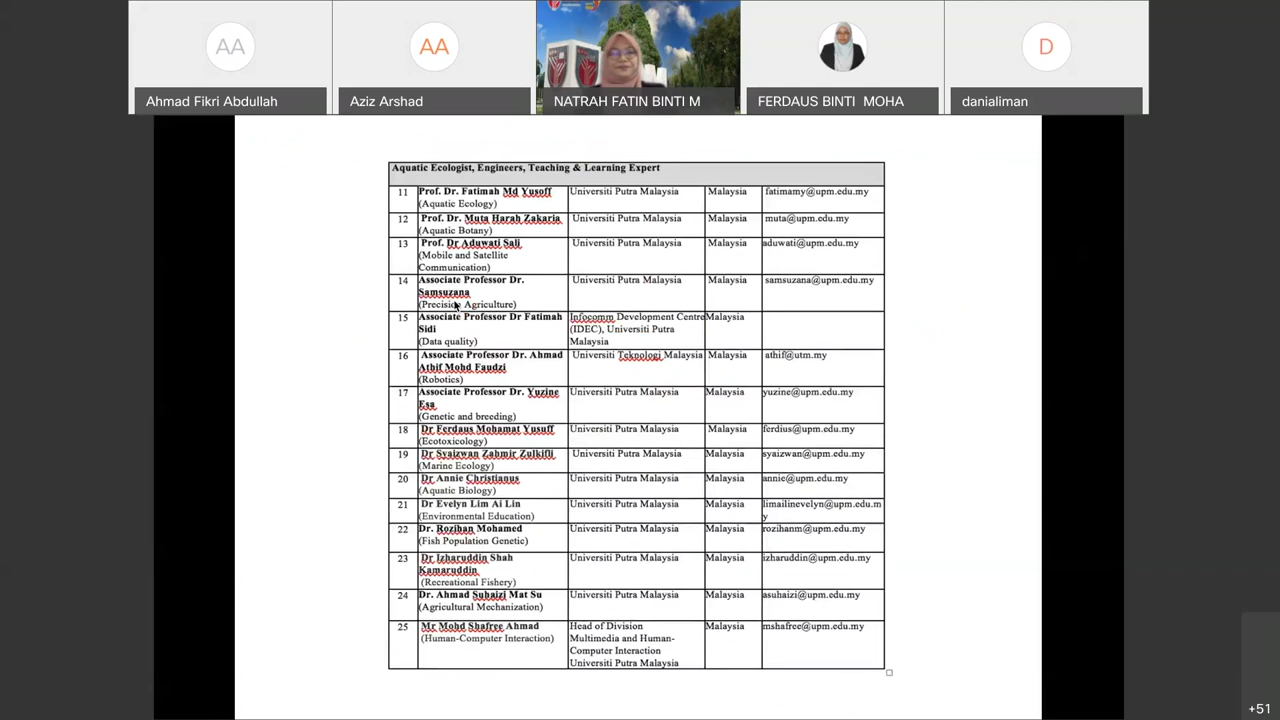 AA
AA
D
Ahmad Fikri Abdullah
Aziz Arshad
NATRAH FATIN BINTI M
FERDAUS BINTI MOHA
danialiman
Aquatic Ecologist, Engineers, Teaching & Learning Expert
11 Prof. Dr. Fatimah Md Yusoff Universiti Putra Malaysia Malaysia fatimamy@upm.edu.my
(Aquatic Ecology)
12 Prof. Dr. Muta Harah Zakaria Universiti Putra Malaysia Malaysia muta@upm.edu.my
(Aquatic Botany)
13 Prof. Dr Aduwati Sali Universiti Putra Malaysia Malaysia aduwati@upm.edu.my
(Mobile and Satellite
Communication)
14 Associate Professor Dr. Universiti Putra Malaysia Malaysia samsuzana@upm.edu.my
Samsuzana
(Precision Agriculture)
15 Associate Professor Dr Fatimah Infocomm Development Centre Malaysia
Sidi (IDEC), Universiti Putra
(Data quality) Malaysia
16 Associate Professor Dr. Ahmad Universiti Teknologi Malaysia Malaysia athif@utm.my
Athif Mohd Faudzi
(Robotics)
17 Associate Professor Dr. Yuzine Universiti Putra Malaysia Malaysia yuzine@upm.edu.my
Esa
(Genetic and breeding)
18 Dr Ferdaus Mohamat Yusuff Universiti Putra Malaysia Malaysia ferdius@upm.edu.my
(Ecotoxicology)
19 Dr Syaizwan Zahmir Zulkifli Universiti Putra Malaysia Malaysia syaizwan@upm.edu.my
(Marine Ecology)
20 Dr Annie Christianus Universiti Putra Malaysia Malaysia annie@upm.edu.my
(Aquatic Biology)
21 Dr Evelyn Lim Ai Lin Universiti Putra Malaysia Malaysia limailinevelyn@upm.edu.m
(Environmental Education) y
22 Dr. Rozihan Mohamed Universiti Putra Malaysia Malaysia rozihanm@upm.edu.my
(Fish Population Genetic)
23 Dr Izharuddin Shah Universiti Putra Malaysia Malaysia izharuddin@upm.edu.my
Kamaruddin
(Recreational Fishery)
24 Dr. Ahmad Suhaizi Mat Su Universiti Putra Malaysia Malaysia asuhaizi@upm.edu.my
(Agricultural Mechanization)
25 Mr Mohd Shafree Ahmad Head of Division Malaysia mshafree@upm.edu.my
(Human-Computer Interaction) Multimedia and Human-
Computer Interaction
Universiti Putra Malaysia
+51